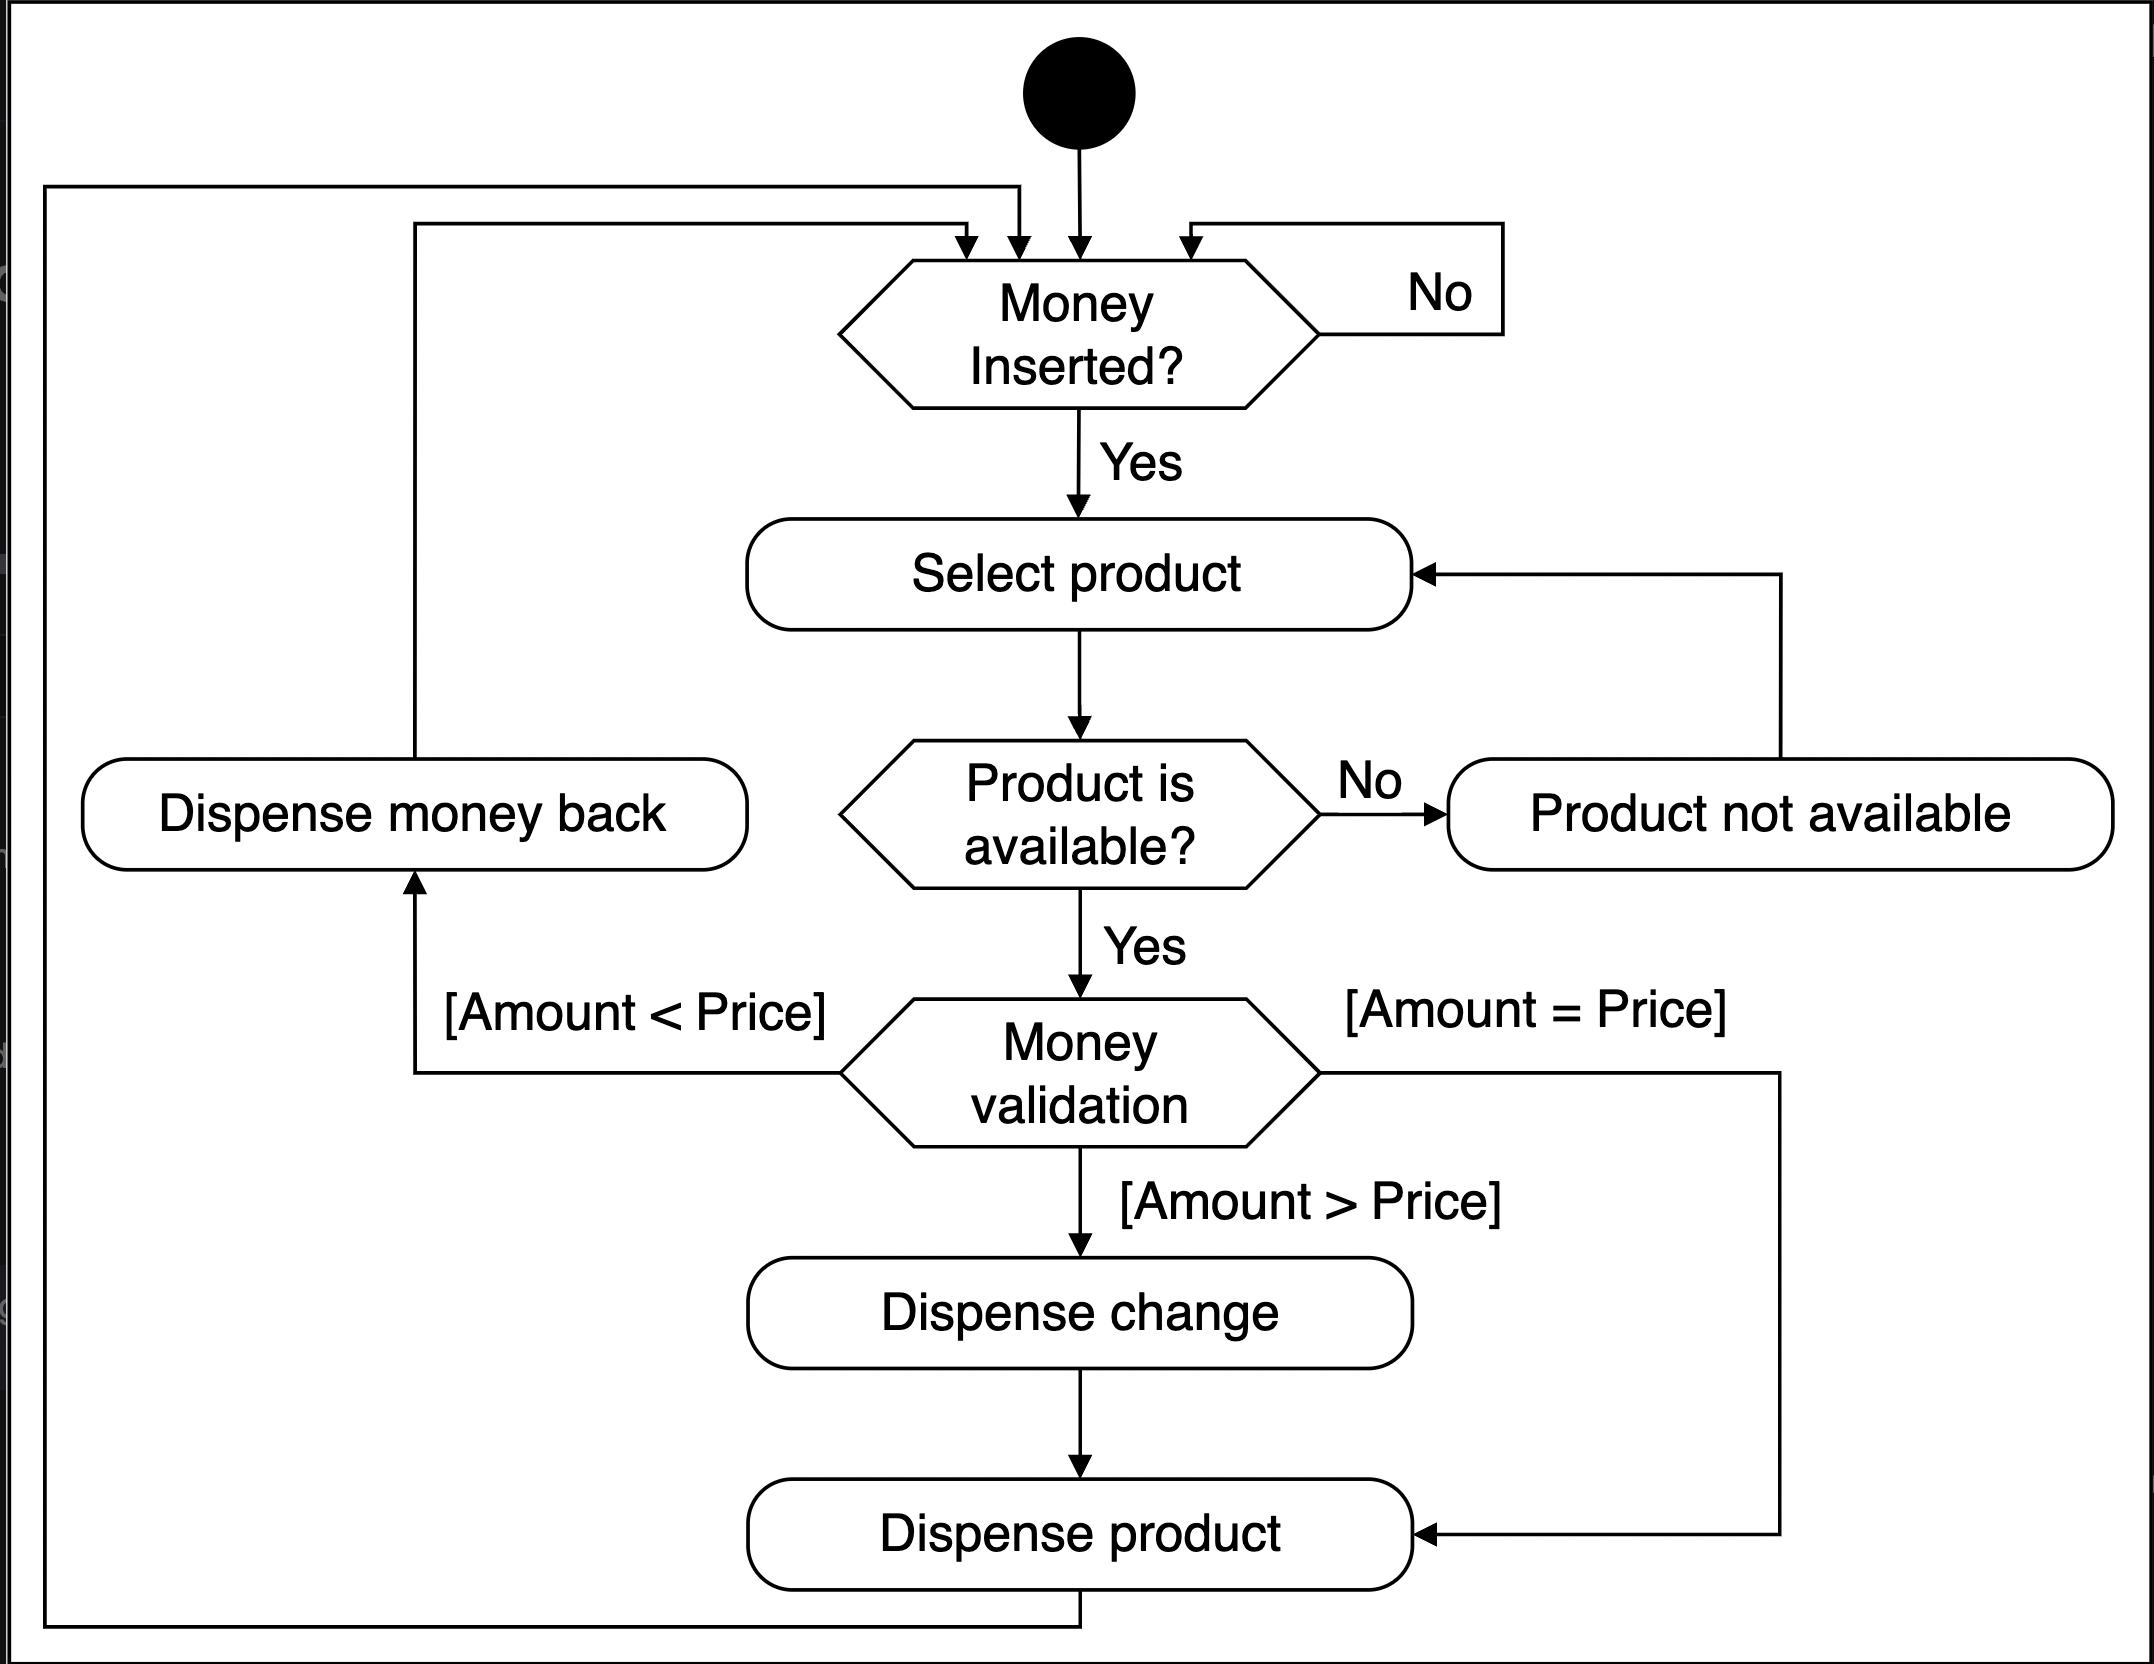 Money
Inserted?
No
Yes
Select product
Dispense money back
Product is
available?
No
Product not available
Yes
[Amount < Price]
Money
validation
[Amount = Price]
[Amount > Price]
Dispense change
Dispense product